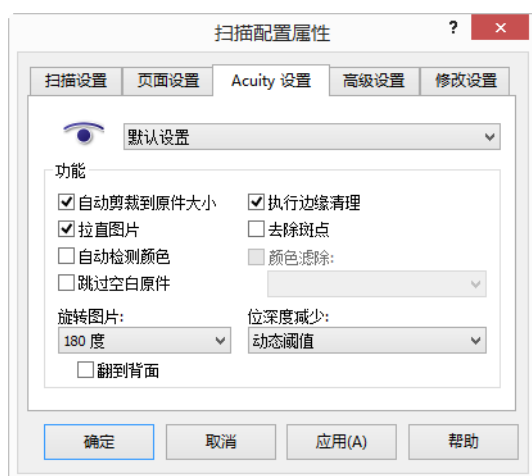 扫描配置属性
?
扫描设置 页面设置 Acuity 设置 高级设置 修改设置
默认设置
功能
自动剪裁到原件大小 执行边缘清理
拉直图片 去除斑点
自动检测颜色 颜色滤除:
跳过空白原件
旋转图片: 位深度减少:
180 度 动态阈值
翻到背面
确定 取消 应用(A) 帮助